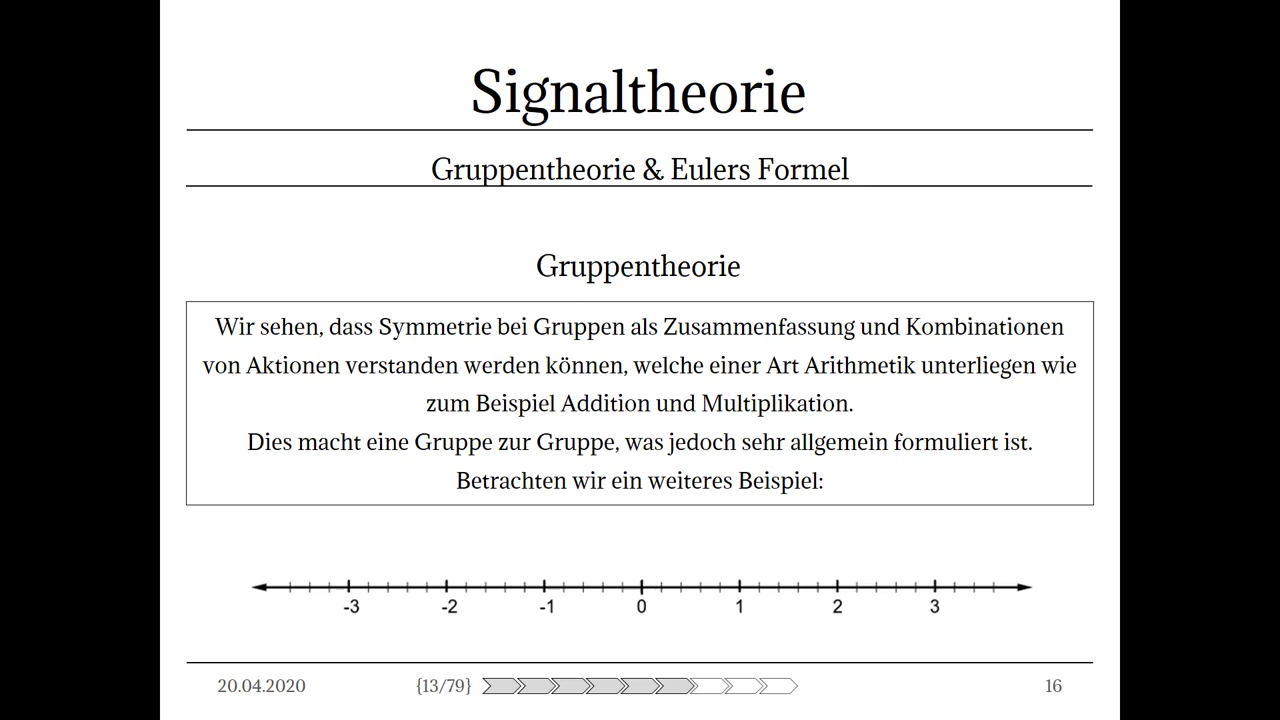 Signaltheorie
Gruppentheorie & Eulers Formel
Gruppentheorie
Wir sehen, dass Symmetrie bei Gruppen als Zusammenfassung und Kombinationen
von Aktionen verstanden werden können, welche einer Art Arithmetik unterliegen wie
zum Beispiel Addition und Multiplikation.
Dies macht eine Gruppe zur Gruppe, was jedoch sehr allgemein formuliert ist.
Betrachten wir ein weiteres Beispiel:
-3 -2 -1 0 1 2 3
20.04.2020 {13/79} 16